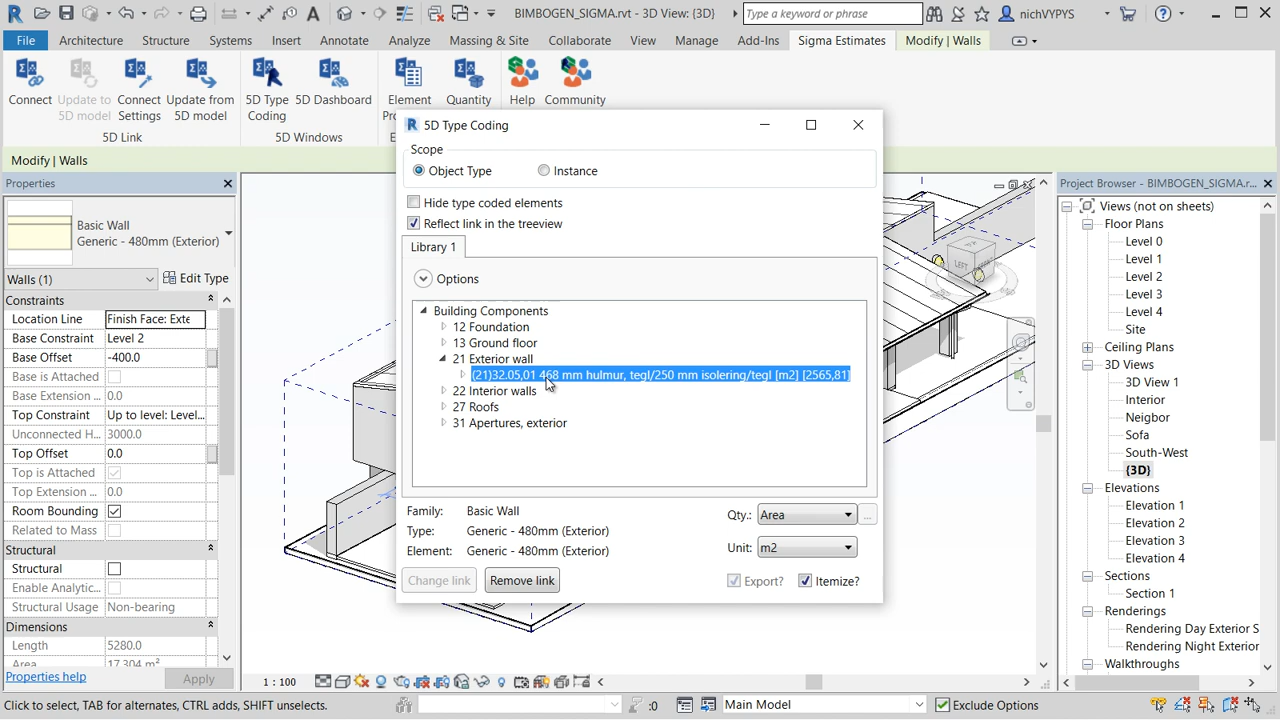 BIMBOGEN_SIGMA.rvt - 3D View: {3D}
Type a keyword or phrase
nichVYPYS
File Architecture Structure Systems Insert Annotate Analyze Massing & Site Collaborate View Manage Add-Ins Sigma Estimates Modify | Walls
Connect Update to Connect Update from 5D Type 5D Dashboard Element Quantity Help Community
5D model Settings 5D model Coding
5D Link 5D Windows
Modify | Walls
Properties
Basic Wall
Generic - 480mm (Exterior)
Walls (1) Edit Type
Constraints
Location Line Finish Face: Exte
Base Constraint Level 2
Base Offset -400.0
Base is Attached
Base Extension ... 0.0
Top Constraint Up to level: Level...
Unconnected H... 3000.0
Top Offset 0.0
Top is Attached
Top Extension ... 0.0
Room Bounding
Related to Mass
Structural
Structural
Enable Analytic...
Structural Usage Non-bearing
Dimensions
Length 5280.0
Area 17.304 m²
Properties help Apply
5D Type Coding
Scope
Object Type Instance
Hide type coded elements
Reflect link in the treeview
Library 1
Options
Building Components
12 Foundation
13 Ground floor
21 Exterior wall
(21)32.05,01 468 mm hulmur, tegl/250 mm isolering/tegl [m2] [2565,81]
22 Interior walls
27 Roofs
31 Apertures, exterior
Family: Basic Wall
Type: Generic - 480mm (Exterior)
Element: Generic - 480mm (Exterior)
Qty.: Area ...
Unit: m2
Change link Remove link Export? Itemize?
LEFT
Project Browser - BIMBOGEN_SIGMA.r...
Views (not on sheets)
Floor Plans
Level 0
Level 1
Level 2
Level 3
Level 4
Site
Ceiling Plans
3D Views
3D View 1
Interior
Neigbor
Sofa
South-West
{3D}
Elevations
Elevation 1
Elevation 2
Elevation 3
Elevation 4
Sections
Section 1
Renderings
Rendering Day Exterior S
Rendering Night Exterior
Walkthroughs
1 : 100
Click to select, TAB for alternates, CTRL adds, SHIFT unselects.
:0 Main Model Exclude Options